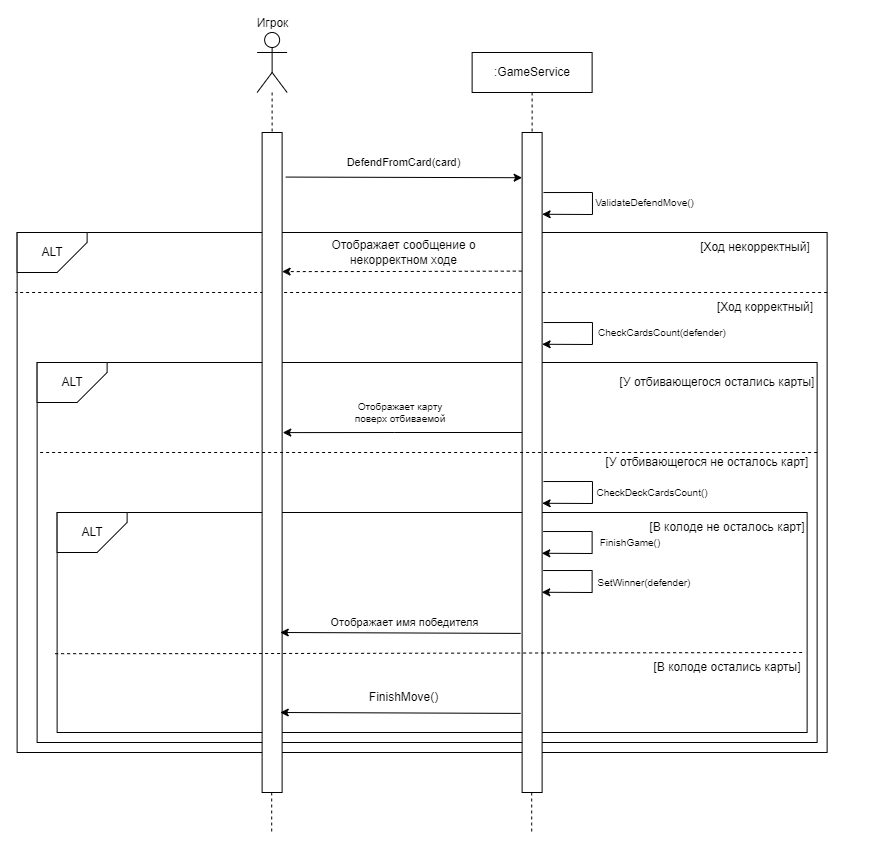 Игрок
:GameService
DefendFromCard(card)
ValidateDefendMove()
ALT
Отображает сообщение о
некорректном ходе
[Ход некорректный]
[Ход корректный]
CheckCardsCount(defender)
ALT
[У отбивающегося остались карты]
Отображает карту
поверх отбиваемой
[У отбивающегося не осталось карт]
CheckDeckCardsCount()
ALT
[В колоде не осталось карт]
FinishGame()
SetWinner(defender)
Отображает имя победителя
[В колоде остались карты]
FinishMove()